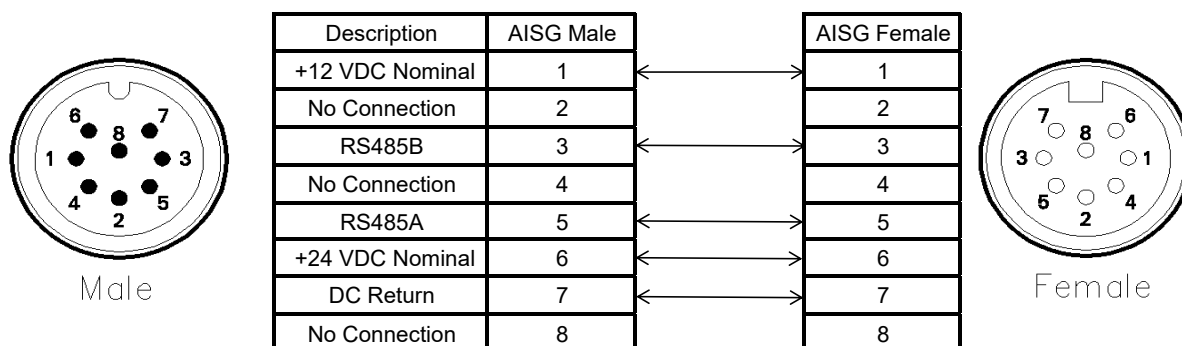 Description AISG Male AISG Female
+12 VDC Nominal 1 1
No Connection 2 2
RS485B 3 3
No Connection 4 4
RS485A 5 5
+24 VDC Nominal 6 6
DC Return 7 7
No Connection 8 8
6 8 7
1 3
4 2 5
Male
7 8 6
3 1
5 2 4
Female